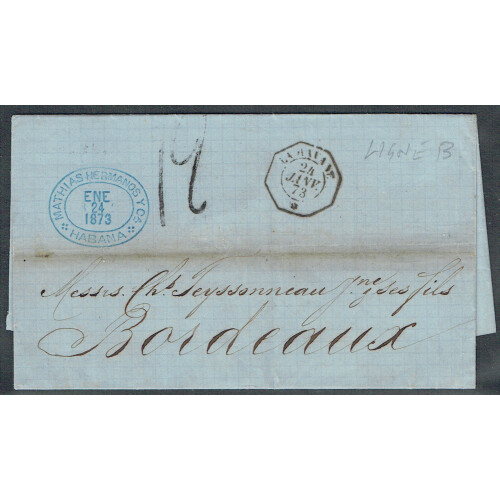 MATHIAS HERMANOS Y CA.
ENE
24
1873
HABANA
12
LA HAVANE
24
JANV.
73
LIGNE B
Messrs. Ch. Teyssonneau Jne & ses fils
Bordeaux